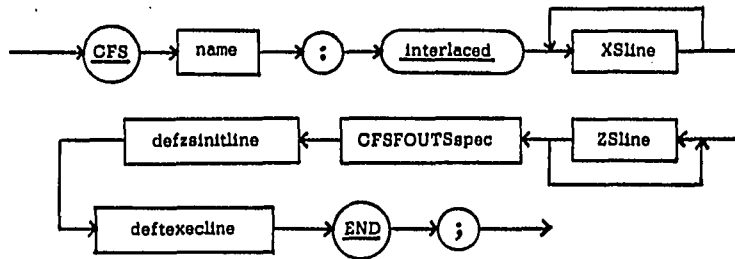 CFS name : interlaced XSline
defzsinitline CFSFOUTSspec ZSline
deftexecline END ;